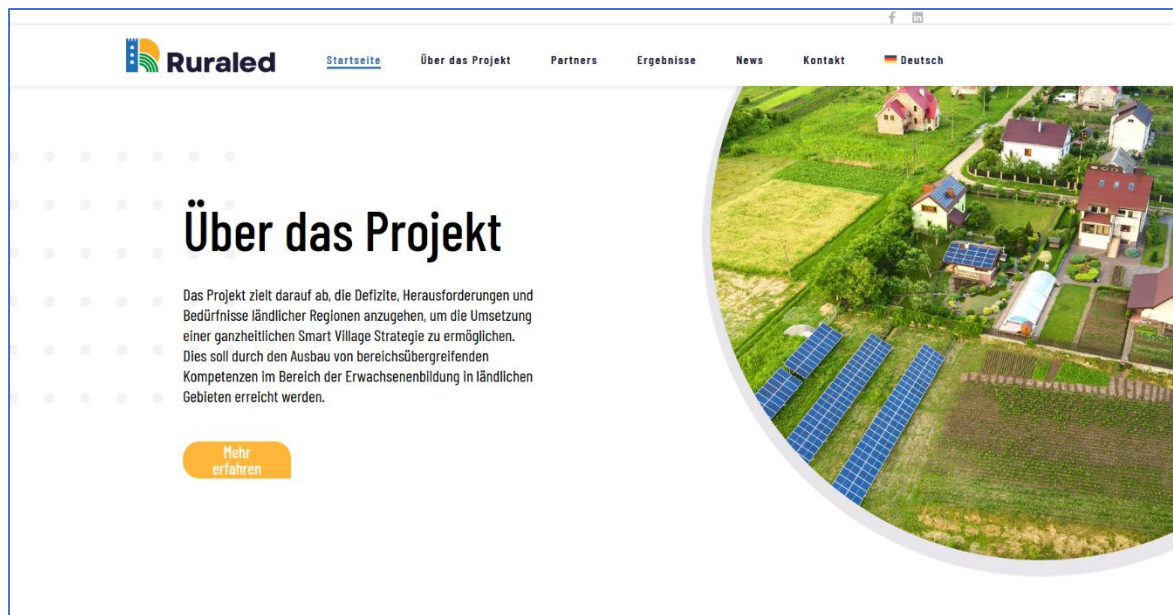 Ruraled
Startseite
Über das Projekt
Partners
Ergebnisse
News
Kontakt
Deutsch
Über das Projekt
Das Projekt zielt darauf ab, die Defizite, Herausforderungen und
Bedürfnisse ländlicher Regionen anzugehen, um die Umsetzung
einer ganzheitlichen Smart Village Strategie zu ermöglichen.
Dies soll durch den Ausbau von bereichsübergreifenden
Kompetenzen im Bereich der Erwachsenenbildung in ländlichen
Gebieten erreicht werden.
Mehr
erfahren